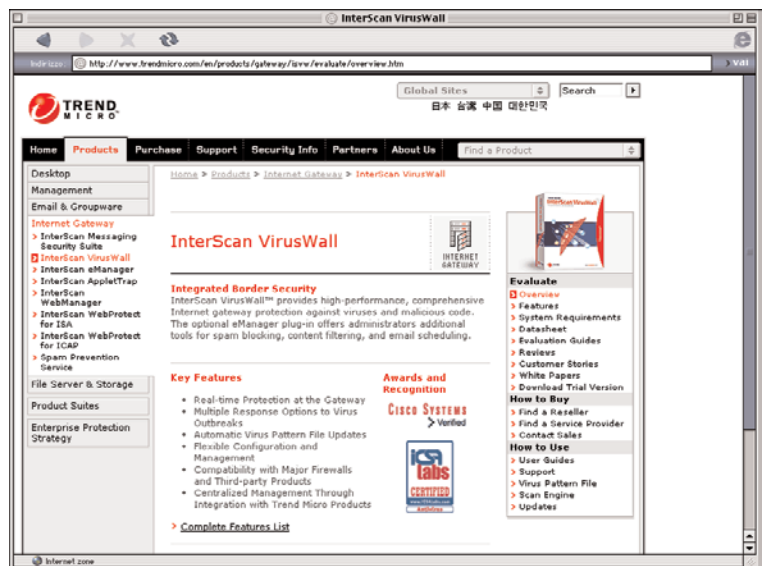 InterScan VirusWall
Indirizzo:
http://www.trendmicro.com/en/products/gateway/isvw/evaluate/overview.htm
vai
TREND
MICRO
Global Sites
Search
日本 台灣 中国 대한민국
Home Products Purchase Support Security Info Partners About Us Find a Product
Desktop
Management
Email & Groupware
Internet Gateway
InterScan Messaging
Security Suite
InterScan VirusWall
InterScan eManager
InterScan AppletTrap
InterScan
WebManager
InterScan WebProtect
for ISA
InterScan WebProtect
for ICAP
Spam Prevention
Service
File Server & Storage
Product Suites
Enterprise Protection
Strategy
Home > Products > Internet Gateway > InterScan VirusWall
InterScan VirusWall
INTERNET
GATEWAY
Integrated Border Security
InterScan VirusWall™ provides high-performance, comprehensive
Internet gateway protection against viruses and malicious code.
The optional eManager plug-in offers administrators additional
tools for spam blocking, content filtering, and email scheduling.
Key Features
• Real-time Protection at the Gateway
• Multiple Response Options to Virus
Outbreaks
• Automatic Virus Pattern File Updates
• Flexible Configuration and
Management
• Compatibility with Major Firewalls
and Third-party Products
• Centralized Management Through
Integration with Trend Micro Products
> Complete Features List
Awards and
Recognition
CISCO SYSTEMS
Verified
ICSA
labs
CERTIFIED
www.ICSAlabs.com
Antivirus
InterScan VirusWall
Evaluate
Overview
> Features
> System Requirements
> Datasheet
> Evaluation Guides
> Reviews
> Customer Stories
> White Papers
> Download Trial Version
How to Buy
> Find a Reseller
> Find a Service Provider
> Contact Sales
How to Use
> User Guides
> Support
> Virus Pattern File
> Scan Engine
> Updates
Internet zone